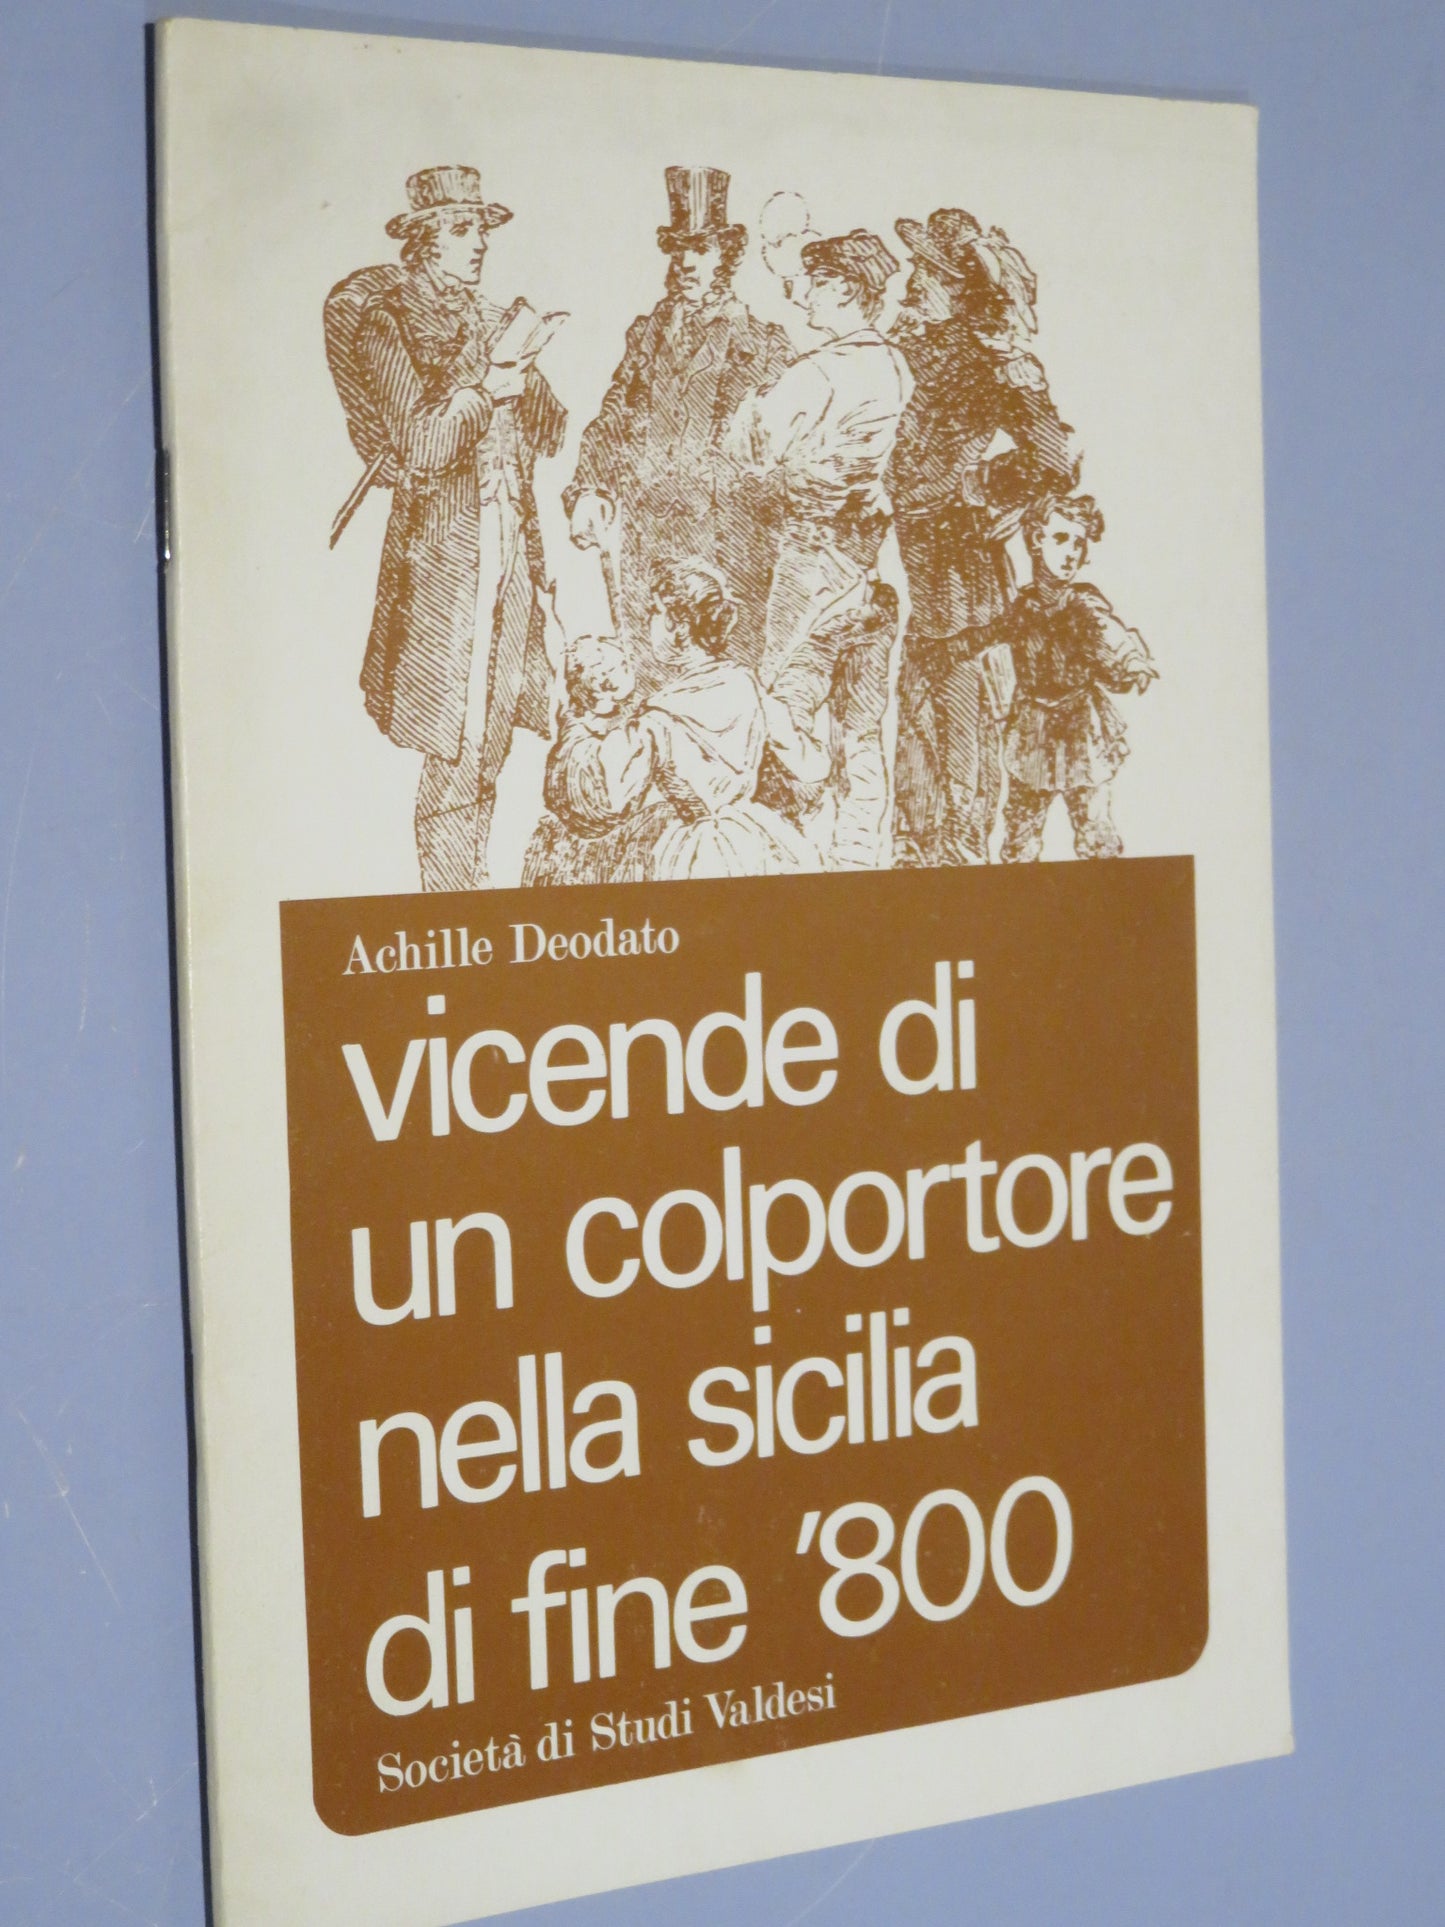 Achille Deodato
vicende di
un colportore
nella sicilia
di fine '800
Società di Studi Valdesi